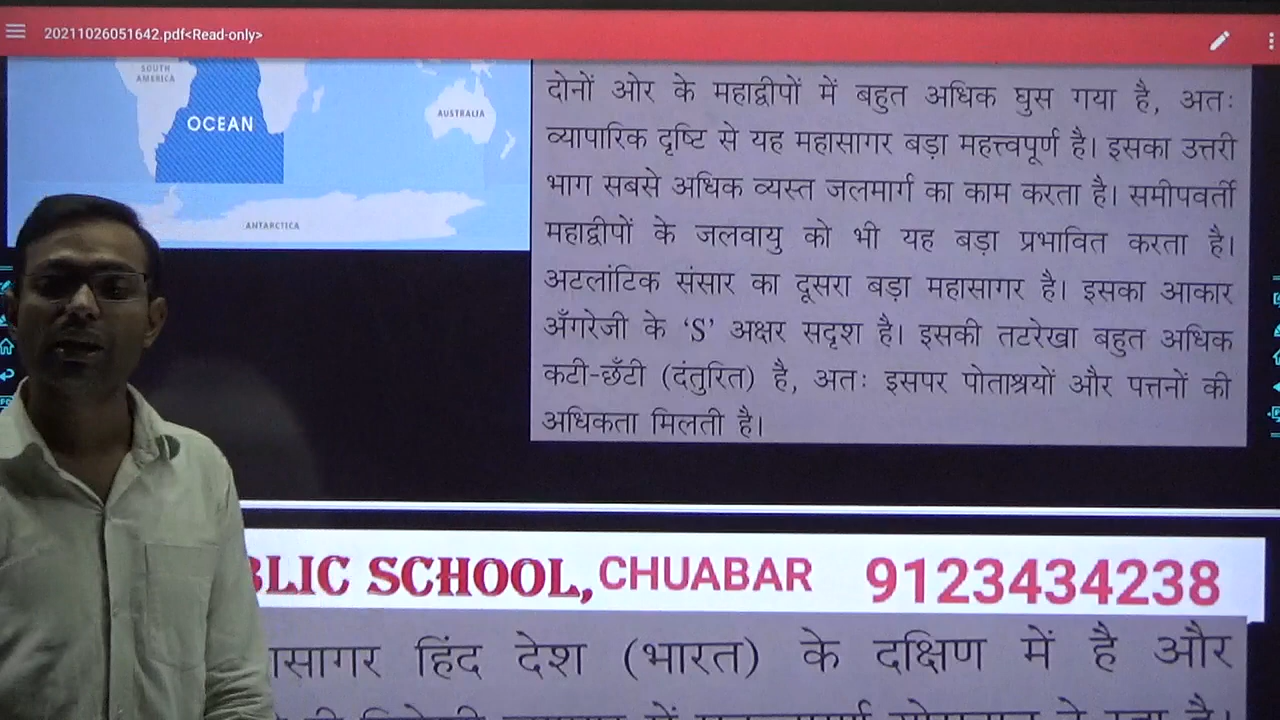 20211026051642.pdf<Read-only>
SOUTH
AMERICA
OCEAN
AUSTRALIA
ANTARCTICA
दोनों ओर के महाद्वीपों में बहुत अधिक घुस गया है, अतः
व्यापारिक दृष्टि से यह महासागर बड़ा महत्त्वपूर्ण है। इसका उत्तरी
भाग सबसे अधिक व्यस्त जलमार्ग का काम करता है। समीपवर्ती
महाद्वीपों के जलवायु को भी यह बड़ा प्रभावित करता है।
अटलांटिक संसार का दूसरा बड़ा महासागर है। इसका आकार
अँगरेजी के ‘S’ अक्षर सदृश है। इसकी तटरेखा बहुत अधिक
कटी-छँटी (दंतुरित) है, अतः इसपर पोताश्रयों और पत्तनों की
अधिकता मिलती है।
BLIC SCHOOL, CHUABAR 9123434238
सागर हिंद देश (भारत) के दक्षिण में है और